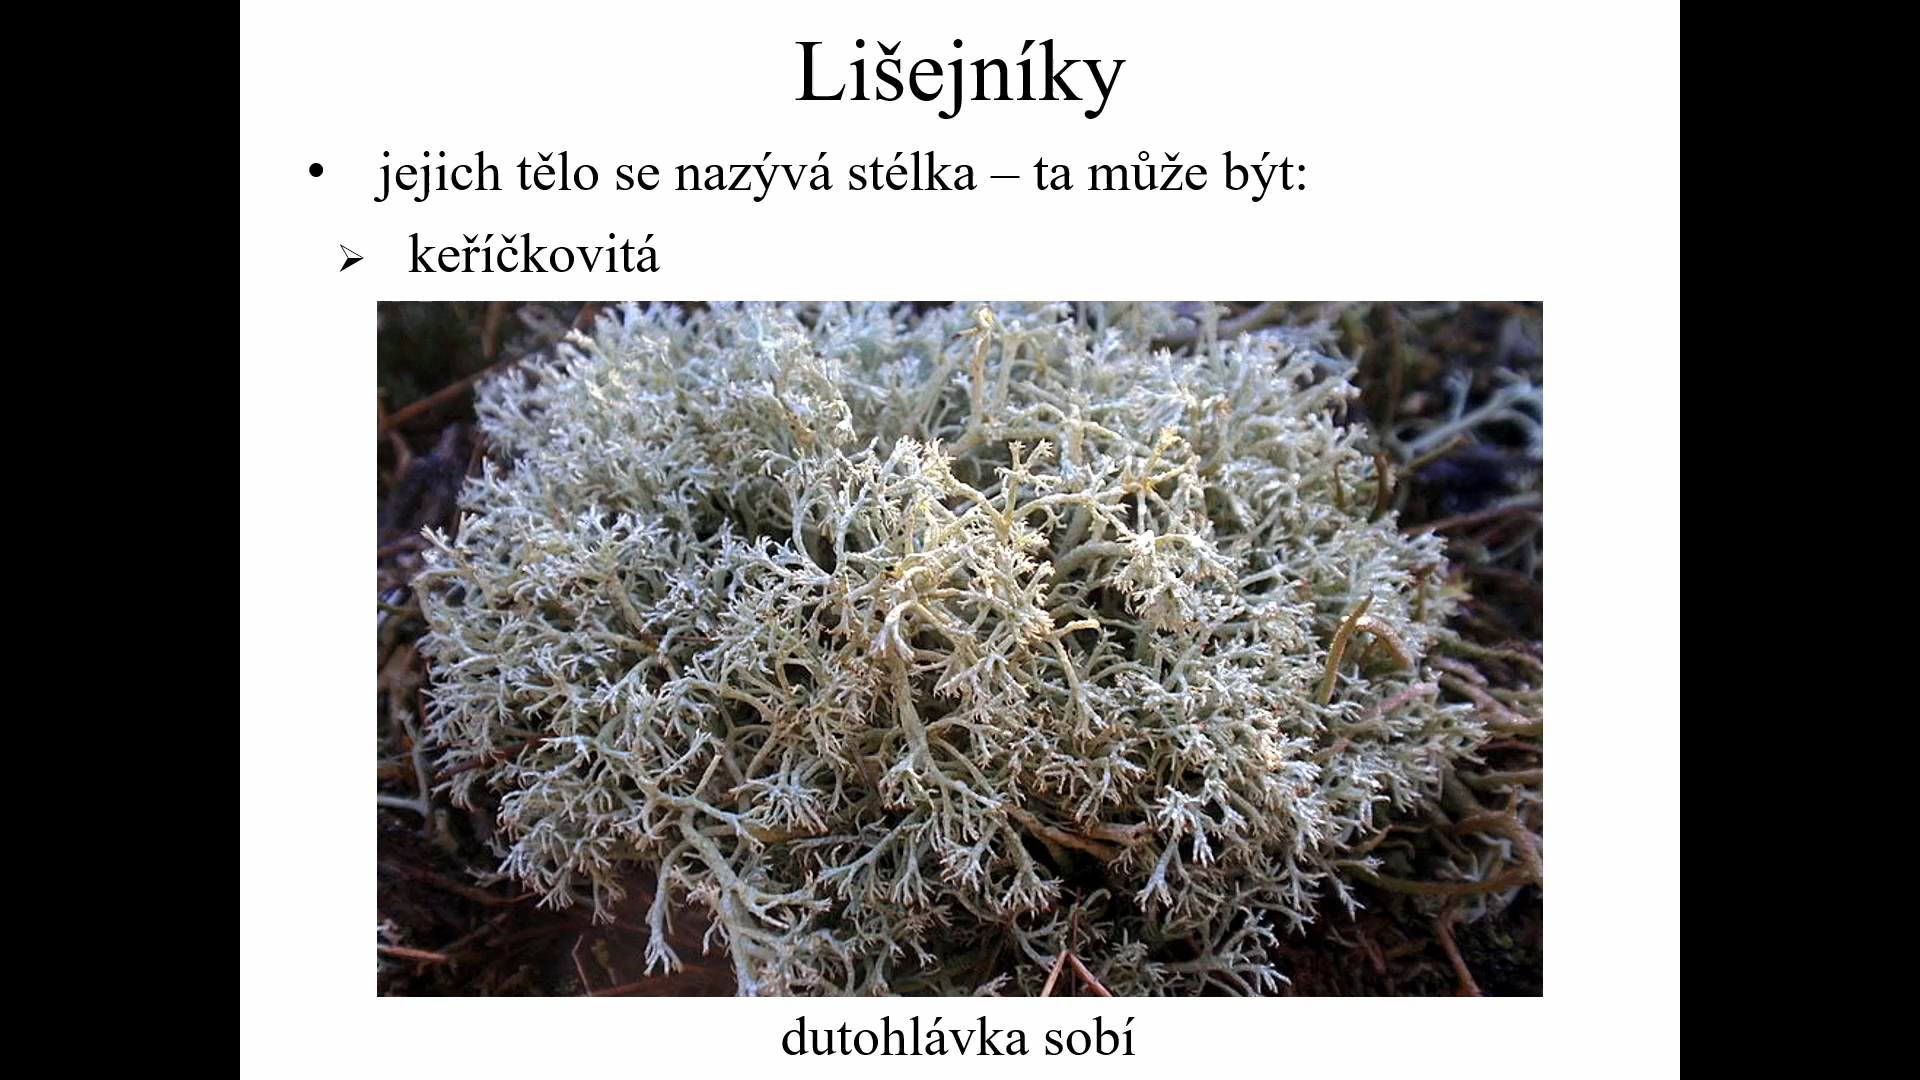 Lišejníky
• jejich tělo se nazývá stélka – ta může být:
➢ keříčkovitá
dutohlávka sobí